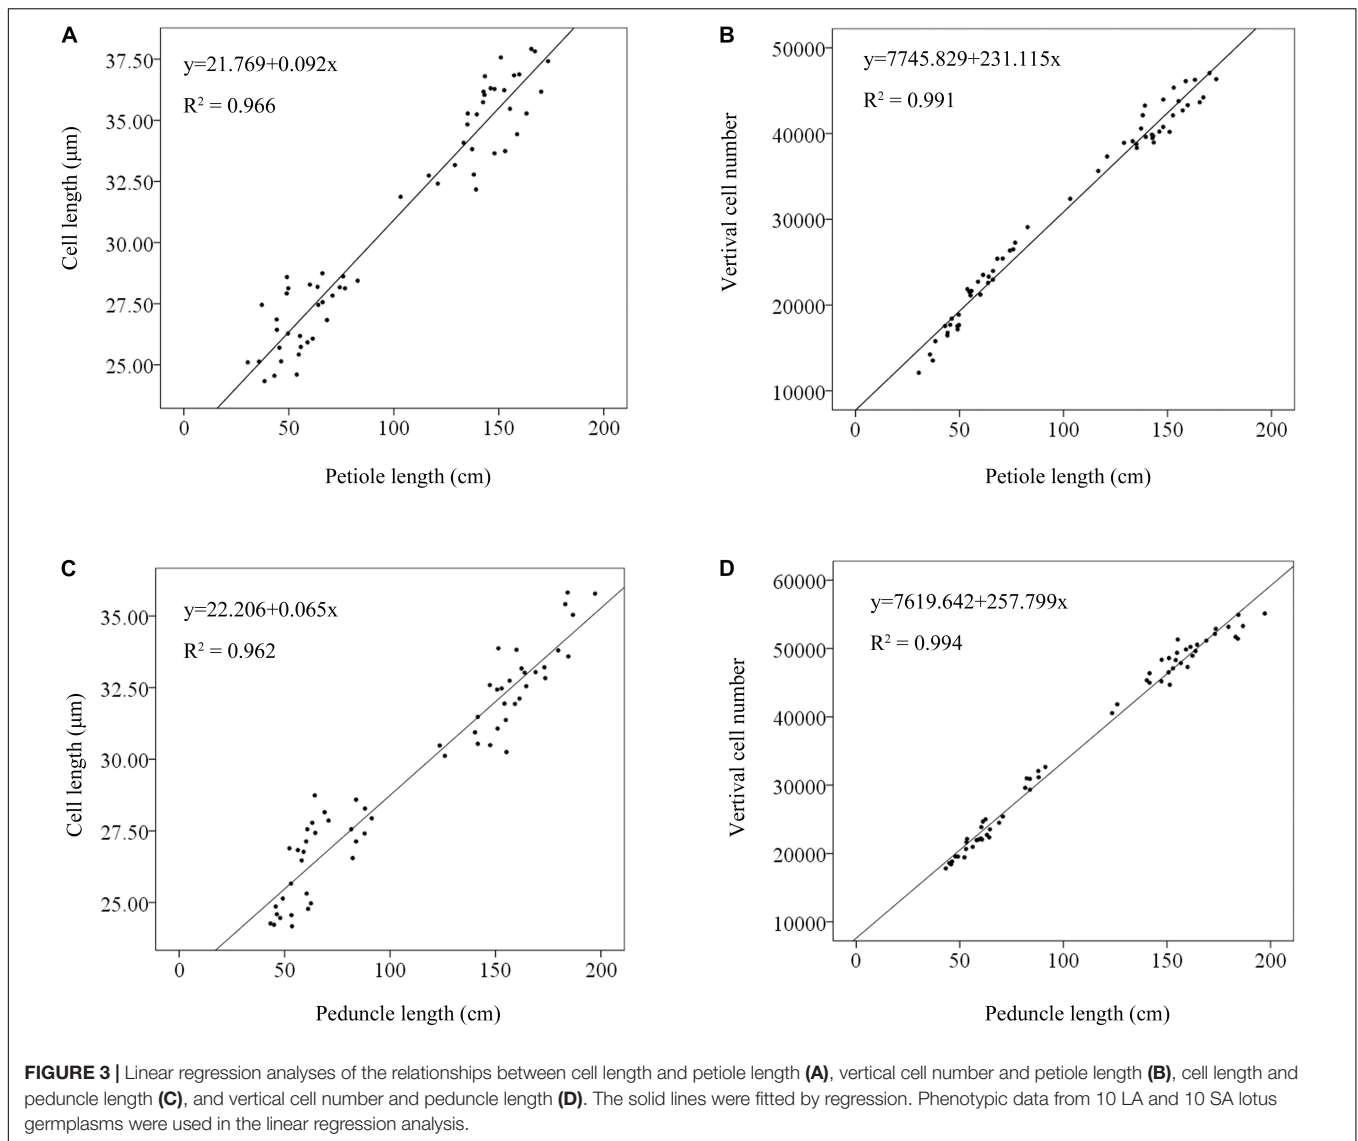 A
Cell length (μm)
37.50
35.00
32.50
30.00
27.50
25.00
y=21.769+0.092x
R² = 0.966
0 50 100 150 200
Petiole length (cm)
B
Vertival cell number
50000
40000
30000
20000
10000
y=7745.829+231.115x
R² = 0.991
0 50 100 150 200
Petiole length (cm)
C
Cell length (μm)
35.00
32.50
30.00
27.50
25.00
y=22.206+0.065x
R² = 0.962
0 50 100 150 200
Peduncle length (cm)
D
Vertival cell number
60000
50000
40000
30000
20000
10000
y=7619.642+257.799x
R² = 0.994
0 50 100 150 200
Peduncle length (cm)
FIGURE 3 | Linear regression analyses of the relationships between cell length and petiole length (A), vertical cell number and petiole length (B), cell length and
peduncle length (C), and vertical cell number and peduncle length (D). The solid lines were fitted by regression. Phenotypic data from 10 LA and 10 SA lotus
germplasms were used in the linear regression analysis.